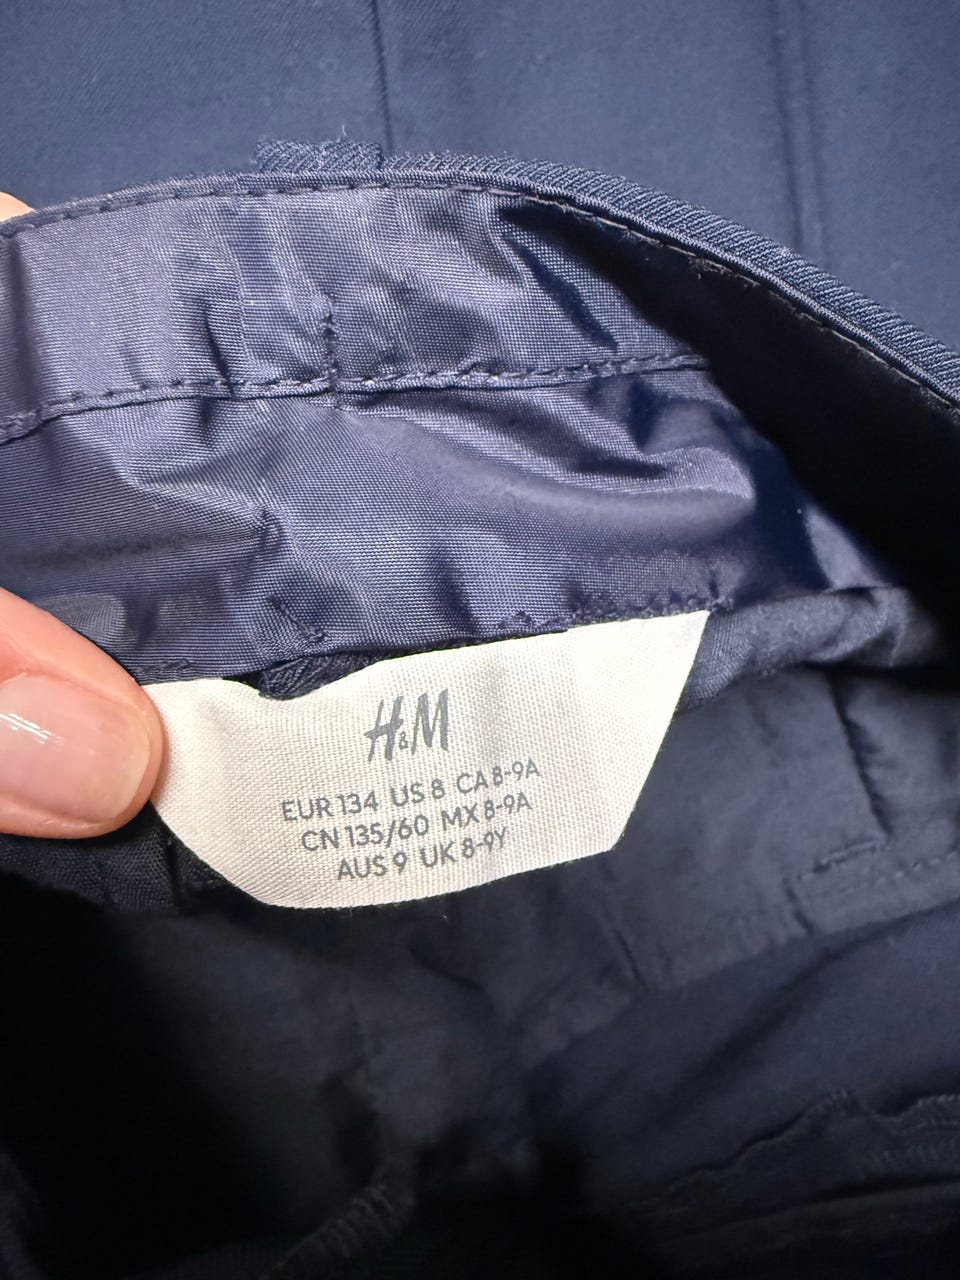 H&M
EUR 134 US 8 CA 8-9A
CN 135/60 MX 8-9A
AUS 9 UK 8-9Y